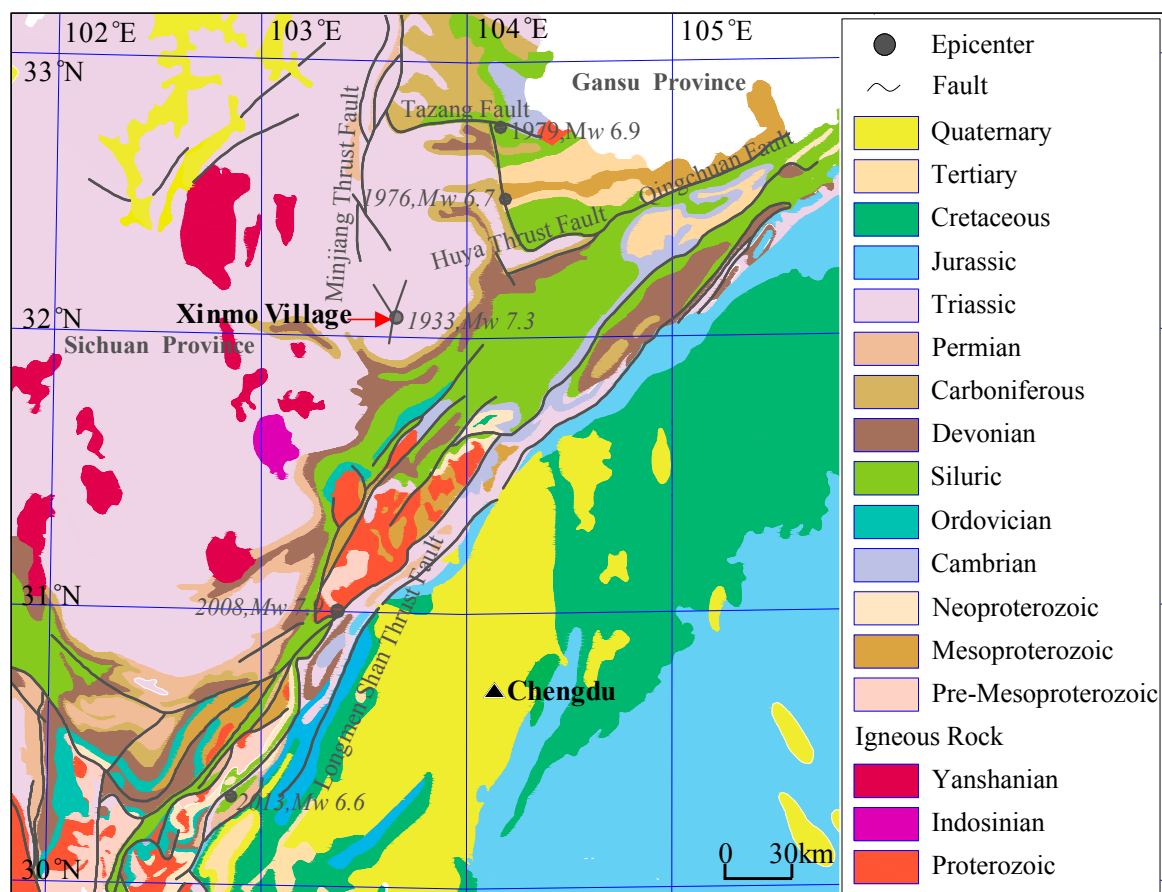 102°E
103°E
104°E
105°E
33°N
32°N
31°N
30°N
Gansu Province
Tazang Fault
1979,Mw 6.9
Minjiang Thrust Fault
Qingchuan Fault
1976,Mw 6.7
Huya Thrust Fault
Xinmo Village
1933,Mw 7.3
Sichuan Province
2008,Mw 7.9
Longmen Shan Thrust Fault
Chengdu
2013,Mw 6.6
0 30km
Epicenter
Fault
Quaternary
Tertiary
Cretaceous
Jurassic
Triassic
Permian
Carboniferous
Devonian
Siluric
Ordovician
Cambrian
Neoproterozoic
Mesoproterozoic
Pre-Mesoproterozoic
Igneous Rock
Yanshanian
Indosinian
Proterozoic